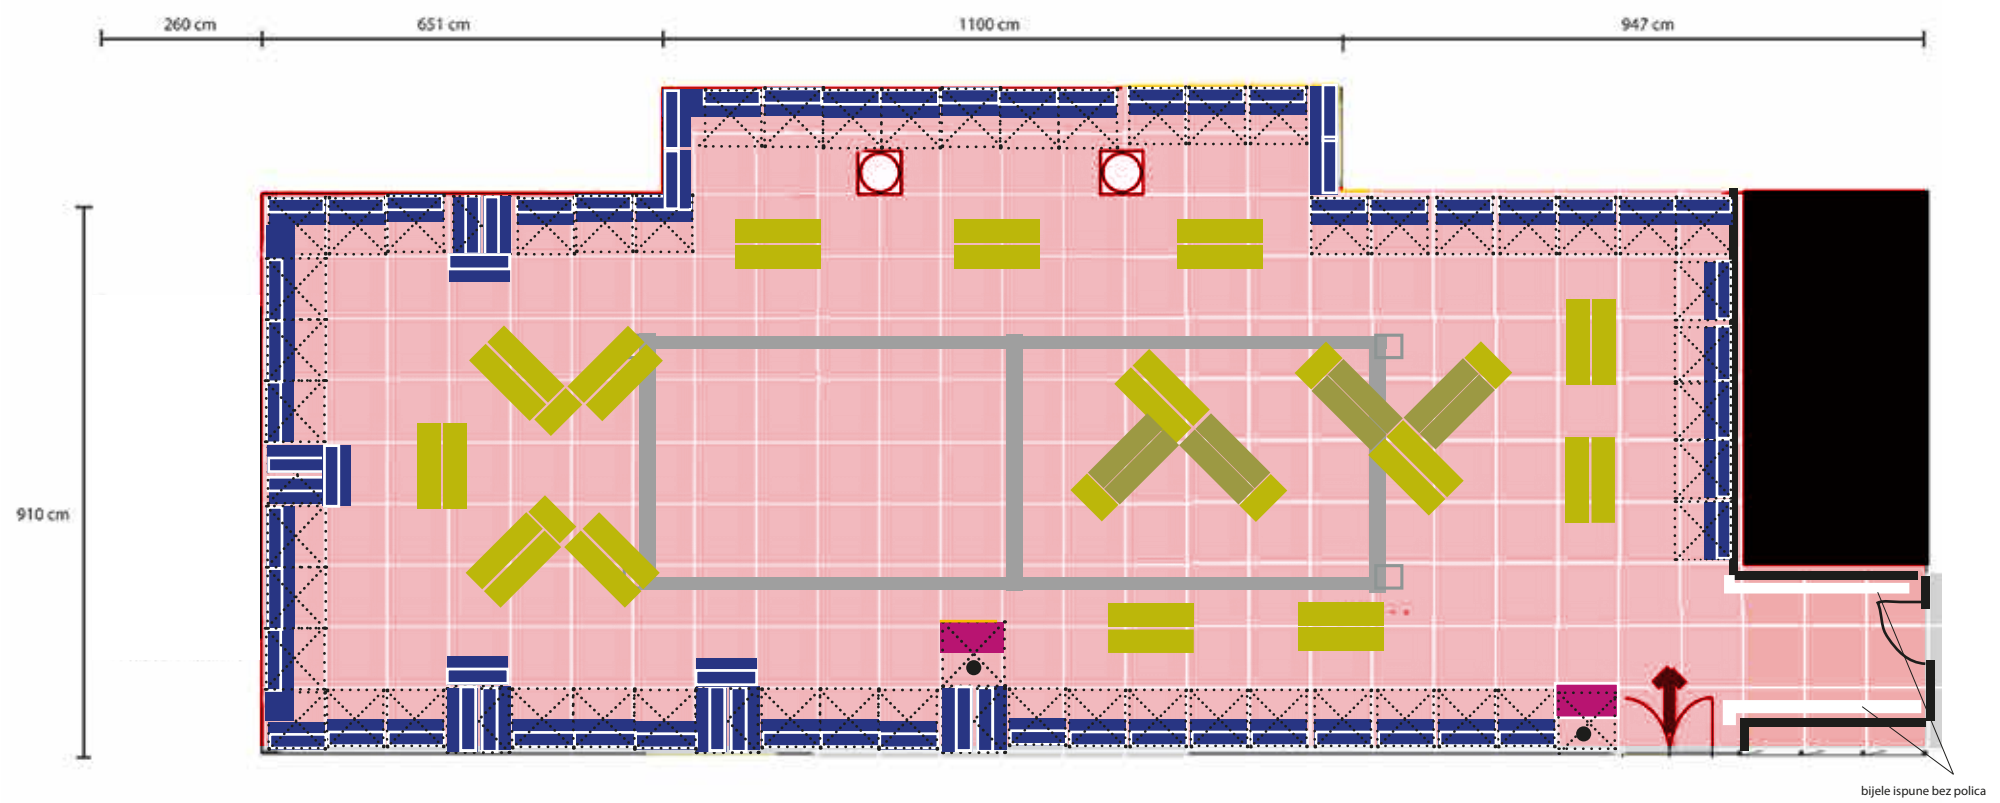 260 cm
651 cm
1100 cm
947 cm
910 cm
bijele ispune bez polica